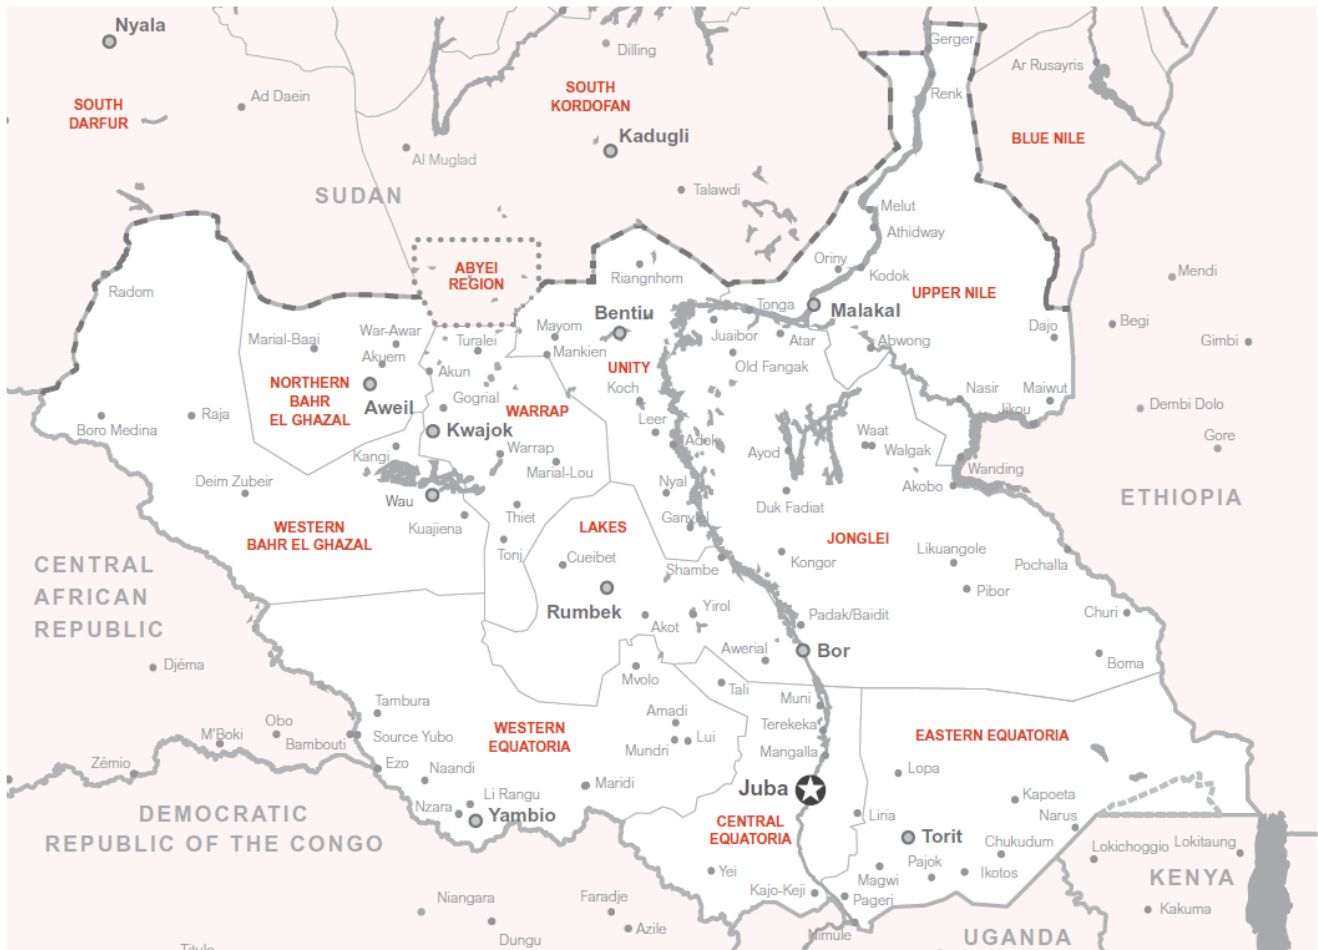 Nyala
Gerger
Dilling
Ar Rusayris
SOUTH
DARFUR
Ad Daein
SOUTH
KORDOFAN
Renk
Kadugli
BLUE NILE
Al Muglad
SUDAN
Talawdi
Melut
Athidway
ABYEI
REGION
Riangnhom
Oriny
Kodok
Mendi
Radom
UPPER NILE
Bentiu
Tonga
Malakal
Marial-Baai
War-Awar
Mayom
Juaibor
Atar
Abwong
Dajo
Begi
Gimbi
Turalei
Akuem
Mankien
Akun
UNITY
Old Fangak
NORTHERN
BAHR
EL GHAZAL
Aweil
Gogrial
WARRAP
Koch
Nasir
Maiwut
Jikou
Dembi Dolo
Raja
Boro Medina
Leer
Kwajok
Adok
Waat
Walgak
Gore
Kangi
Warrap
Marial-Lou
Ayod
Wanding
Deim Zubeir
Wau
Nyal
Akobo
ETHIOPIA
Kuajiena
Thiet
Ganyiel
Duk Fadiat
WESTERN
BAHR EL GHAZAL
LAKES
JONGLEI
Tonj
Cueibet
Shambe
Kongor
Likuangole
Pochalla
CENTRAL
AFRICAN
REPUBLIC
Rumbek
Pibor
Akot
Yirol
Padak/Baidit
Churi
Awerial
Bor
Boma
Djéma
Mvolo
Tali
Tambura
Muni
Amadi
Terekeka
Obo
M'Boki
Bambouti
Source Yubo
WESTERN
EQUATORIA
Mundri
Lui
Mangalla
EASTERN EQUATORIA
Zémio
Ezo
Naandi
Maridi
Lopa
Juba
Li Rangu
Nzara
Yambio
Kapoeta
DEMOCRATIC
REPUBLIC OF THE CONGO
CENTRAL
EQUATORIA
Liria
Torit
Narus
Chukudum
Lokichoggio
Lokitaung
Yei
Magwi
Pajok
Ikotos
KENYA
Kajo-Keji
Pageri
Niangara
Faradje
Kakuma
Dungu
Azile
Nimule
UGANDA
Titule